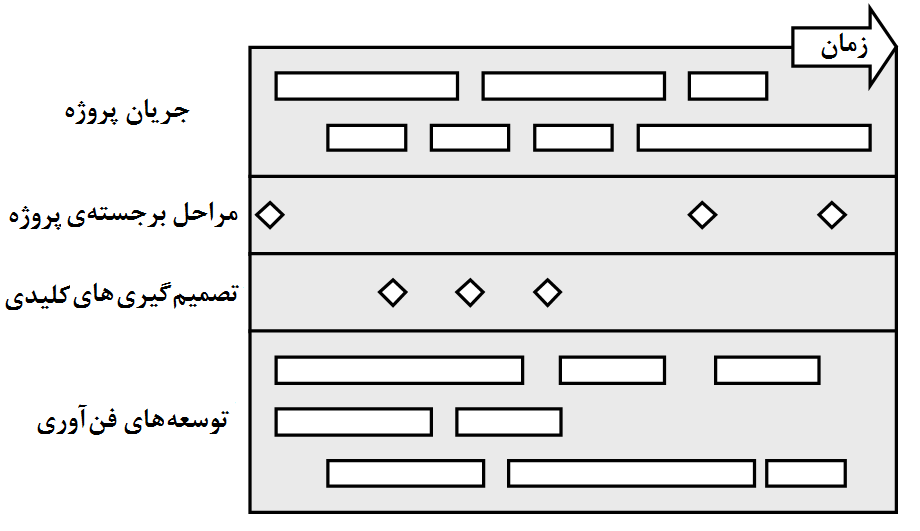 زمان
جریان پروژه
مراحل برجسته‌ی پروژه
تصمیم‌گیری‌های کلیدی
توسعه‌های فن‌آوری